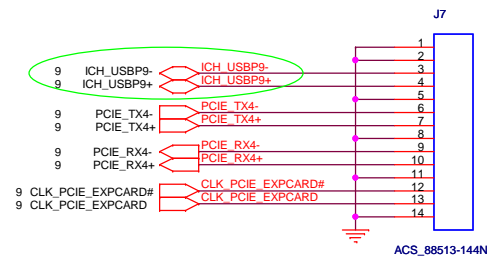 J7
1
2
9 ICH_USBP9- ICH_USBP9- 3
9 ICH_USBP9+ ICH_USBP9+ 4
5
9 PCIE_TX4- PCIE_TX4- 6
9 PCIE_TX4+ PCIE_TX4+ 7
8
9 PCIE_RX4- PCIE_RX4- 9
9 PCIE_RX4+ PCIE_RX4+ 10
11
9 CLK_PCIE_EXPCARD# CLK_PCIE_EXPCARD# 12
9 CLK_PCIE_EXPCARD CLK_PCIE_EXPCARD 13
14
ACS_88513-144N